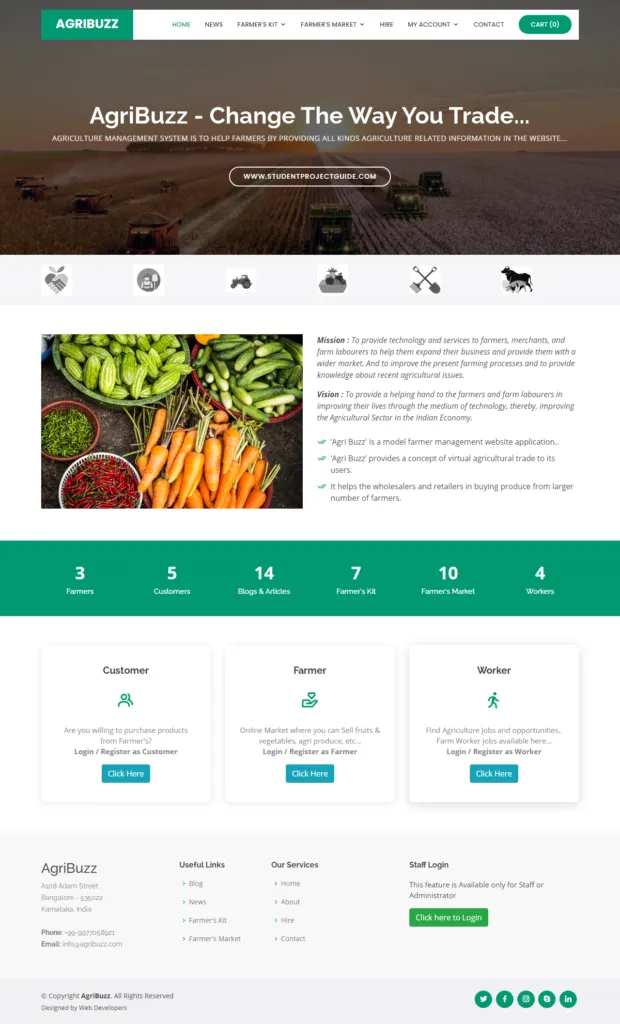 AGRIBUZZ
HOME NEWS FARMER'S KIT FARMER'S MARKET HIRE MY ACCOUNT CONTACT CART (0)
AgriBuzz - Change The Way You Trade...
AGRICULTURE MANAGEMENT SYSTEM IS TO HELP FARMERS BY PROVIDING ALL KINDS AGRICULTURE RELATED INFORMATION IN THE WEBSITE...
WWW.STUDENTPROJECTGUIDE.COM
Mission : To provide technology and services to farmers, merchants, and
farm labourers to help them expand their business and provide them with a
wider market. And to improve the present farming processes and to provide
knowledge about recent agricultural issues.
Vision : To provide a helping hand to the farmers and farm labourers in
improving their lives through the medium of technology, thereby, improving
the Agricultural Sector in the Indian Economy.
'Agri Buzz' is a model farmer management website application..
'Agri Buzz' provides a concept of virtual agricultural trade to its
users.
It helps the wholesalers and retailers in buying produce from larger
number of farmers.
3 5 14 7 10 4
Farmers Customers Blogs & Articles Farmer's Kit Farmer's Market Workers
Customer
Are you willing to purchase products
from Farmer's?
Login / Register as Customer
Click Here
Farmer
Online Market where you can Sell fruits &
vegetables, agri produce, etc...
Login / Register as Farmer
Click Here
Worker
Find Agriculture Jobs and opportunities..
Farm Worker jobs available here...
Login / Register as Worker
Click Here
AgriBuzz
A108 Adam Street
Bangalore - 535022
Karnataka, India
Phone: +99-9977058921
Email: info@agribuzz.com
Useful Links
Blog
News
Farmer's Kit
Farmer's Market
Our Services
Home
About
Hire
Contact
Staff Login
This feature is Available only for Staff or
Administrator
Click here to Login
© Copyright AgriBuzz. All Rights Reserved
Designed by Web Developers